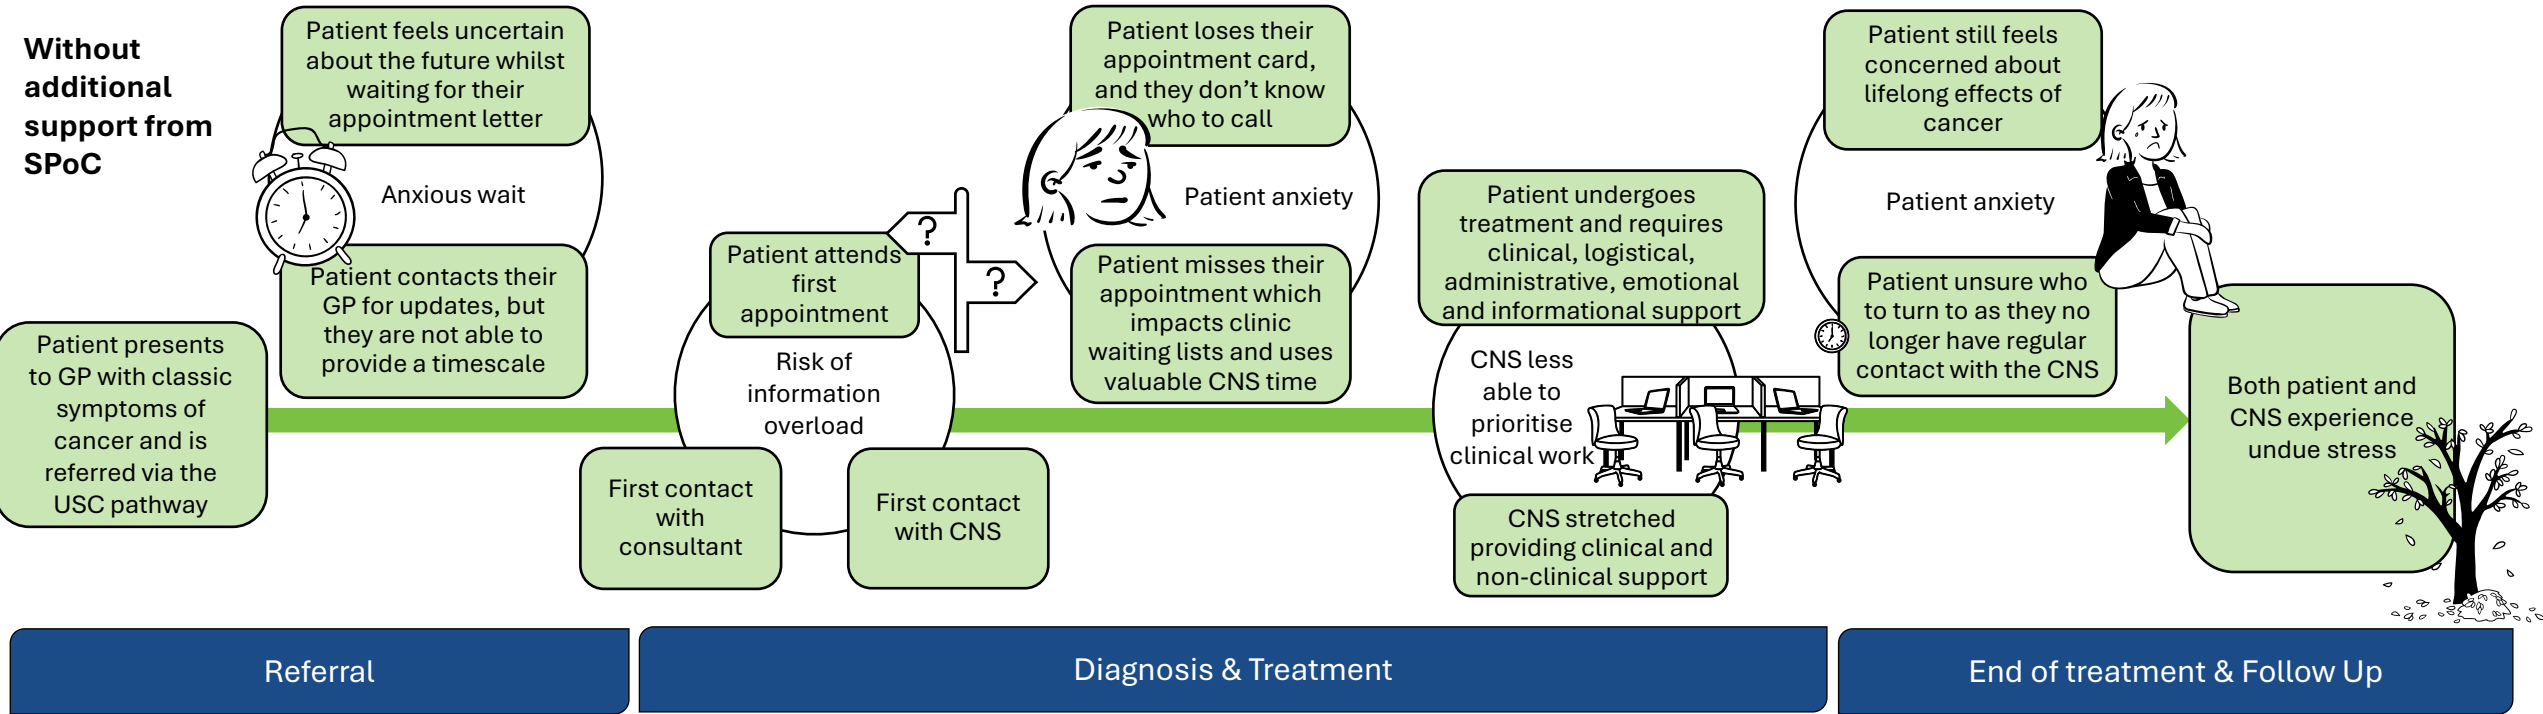 Without
additional
support from
SPoC
Patient presents
to GP with classic
symptoms of
cancer and is
referred via the
USC pathway
Patient feels uncertain
about the future whilst
waiting for their
appointment letter
Anxious wait
Patient contacts their
GP for updates, but
they are not able to
provide a timescale
Patient attends
first
appointment
?
?
Risk of
information
overload
First contact
with
consultant
First contact
with CNS
Patient loses their
appointment card,
and they don’t know
who to call
Patient anxiety
Patient misses their
appointment which
impacts clinic
waiting lists and uses
valuable CNS time
Patient undergoes
treatment and requires
clinical, logistical,
administrative, emotional
and informational support
CNS less
able to
prioritise
clinical work
CNS stretched
providing clinical and
non-clinical support
Patient still feels
concerned about
lifelong effects of
cancer
Patient anxiety
Patient unsure who
to turn to as they no
longer have regular
contact with the CNS
Both patient and
CNS experience
undue stress
Referral
Diagnosis & Treatment
End of treatment & Follow Up